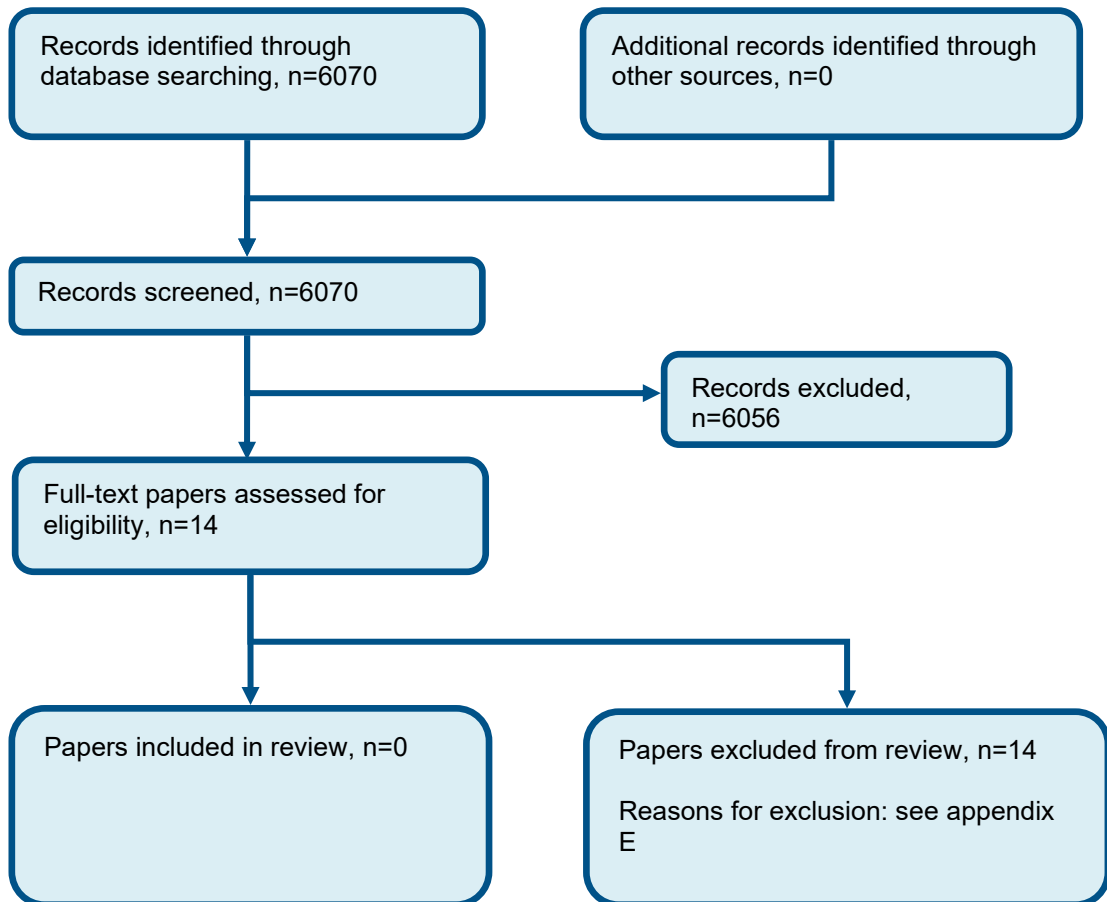 Records identified through
database searching, n=6070
Additional records identified through
other sources, n=0
Records screened, n=6070
Records excluded,
n=6056
Full-text papers assessed for
eligibility, n=14
Papers included in review, n=0
Papers excluded from review, n=14
Reasons for exclusion: see appendix
E